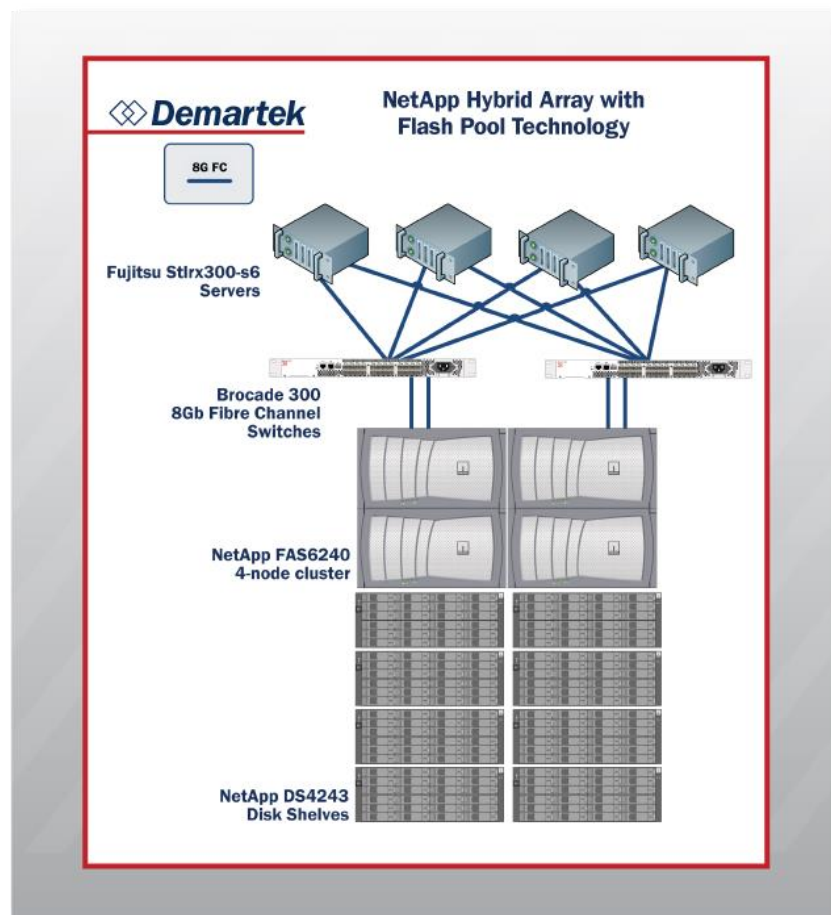 Demartek
NetApp Hybrid Array with
Flash Pool Technology
8G FC
Fujitsu Stlrx300-s6
Servers
Brocade 300
8Gb Fibre Channel
Switches
NetApp FAS6240
4-node cluster
NetApp DS4243
Disk Shelves